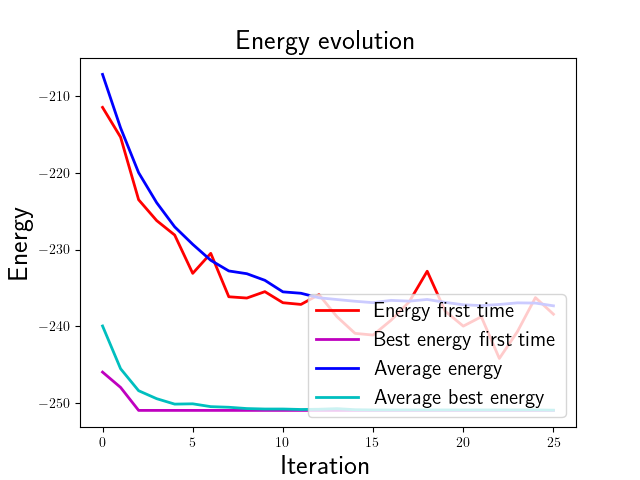 Energy evolution
Energy
−210
−220
−230
−240
−250
Energy first time
Best energy first time
Average energy
Average best energy
0 5 10 15 20 25
Iteration